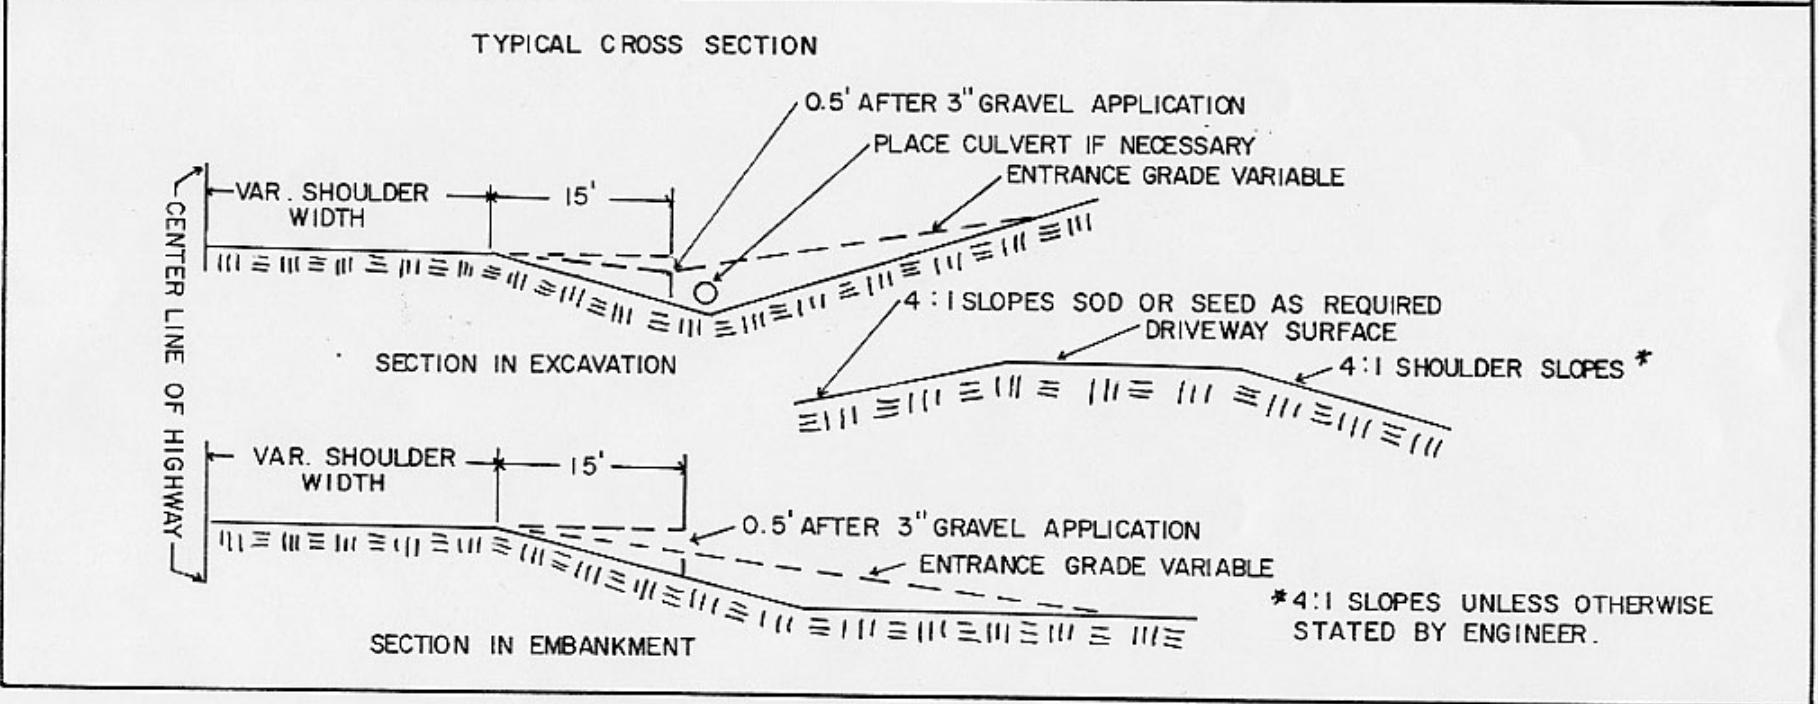 TYPICAL CROSS SECTION
0.5' AFTER 3" GRAVEL APPLICATION
PLACE CULVERT IF NECESSARY
ENTRANCE GRADE VARIABLE
VAR. SHOULDER
WIDTH
15'
CENTER LINE OF HIGHWAY
4:1 SLOPES SOD OR SEED AS REQUIRED
DRIVEWAY SURFACE
4:1 SHOULDER SLOPES *
SECTION IN EXCAVATION
VAR. SHOULDER
WIDTH
15'
0.5' AFTER 3" GRAVEL APPLICATION
ENTRANCE GRADE VARIABLE
*4:1 SLOPES UNLESS OTHERWISE
STATED BY ENGINEER.
SECTION IN EMBANKMENT